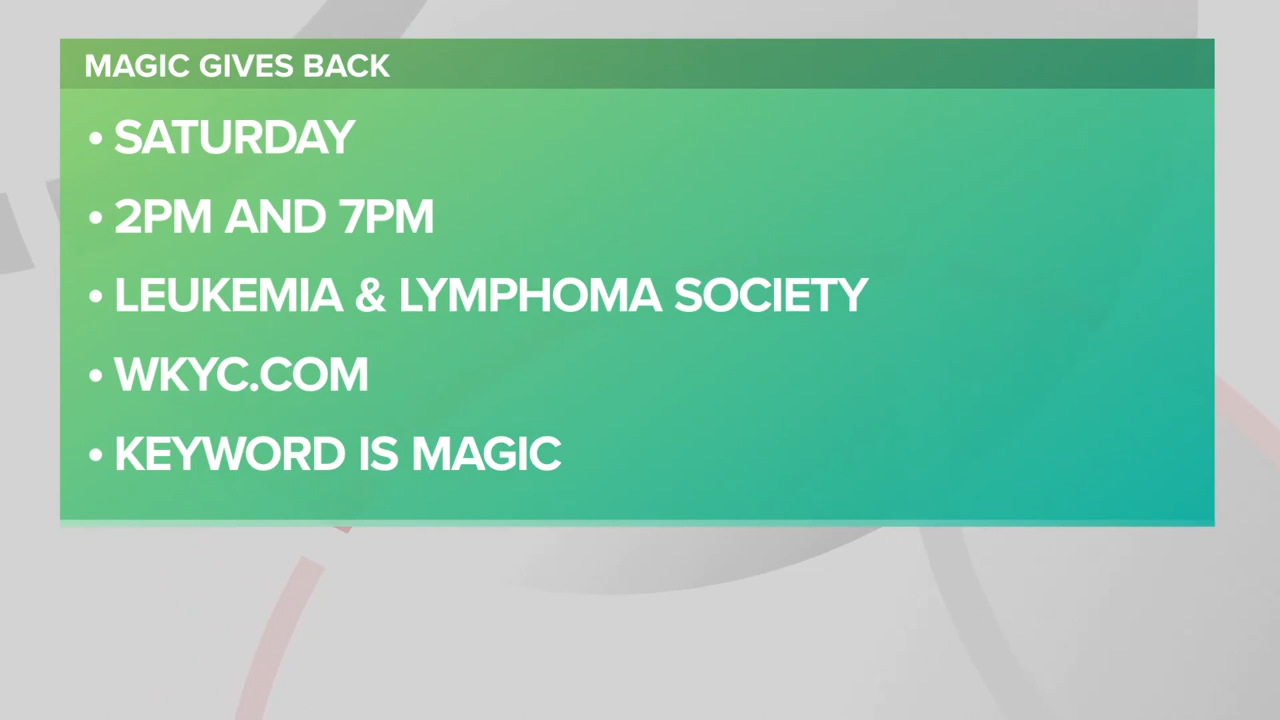 MAGIC GIVES BACK
• SATURDAY
• 2PM AND 7PM
• LEUKEMIA & LYMPHOMA SOCIETY
• WKYC.COM
• KEYWORD IS MAGIC